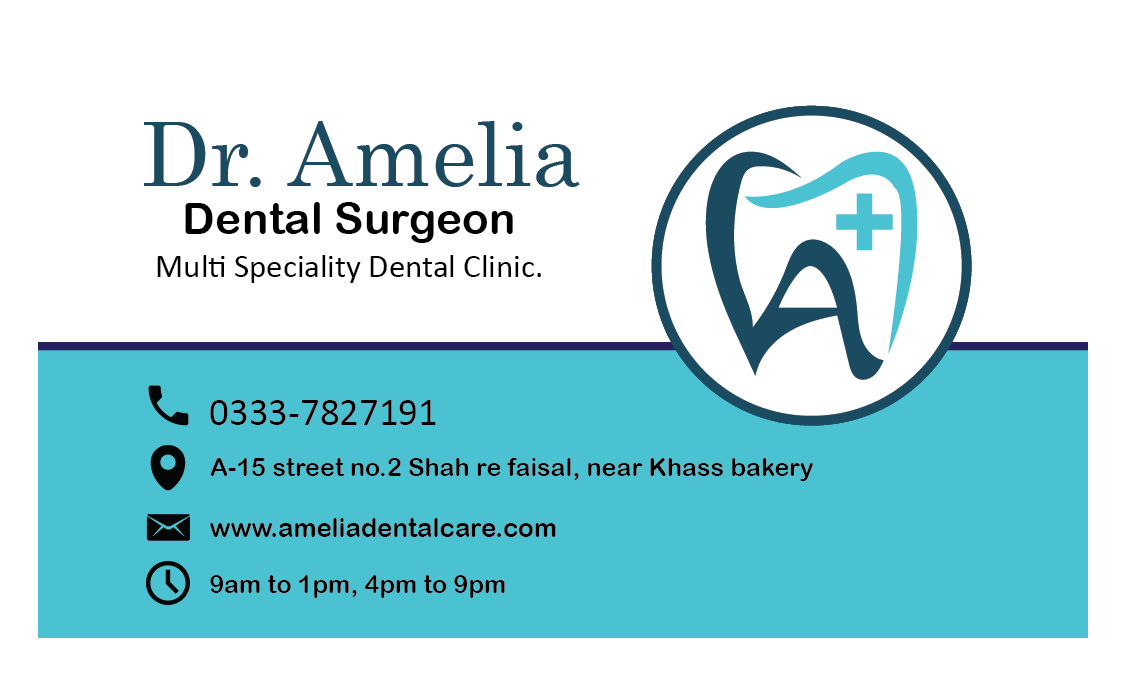 Dr. Amelia
Dental Surgeon
Multi Speciality Dental Clinic.
0333-7827191
A-15 street no.2 Shah re faisal, near Khass bakery
www.ameliadentalcare.com
9am to 1pm, 4pm to 9pm